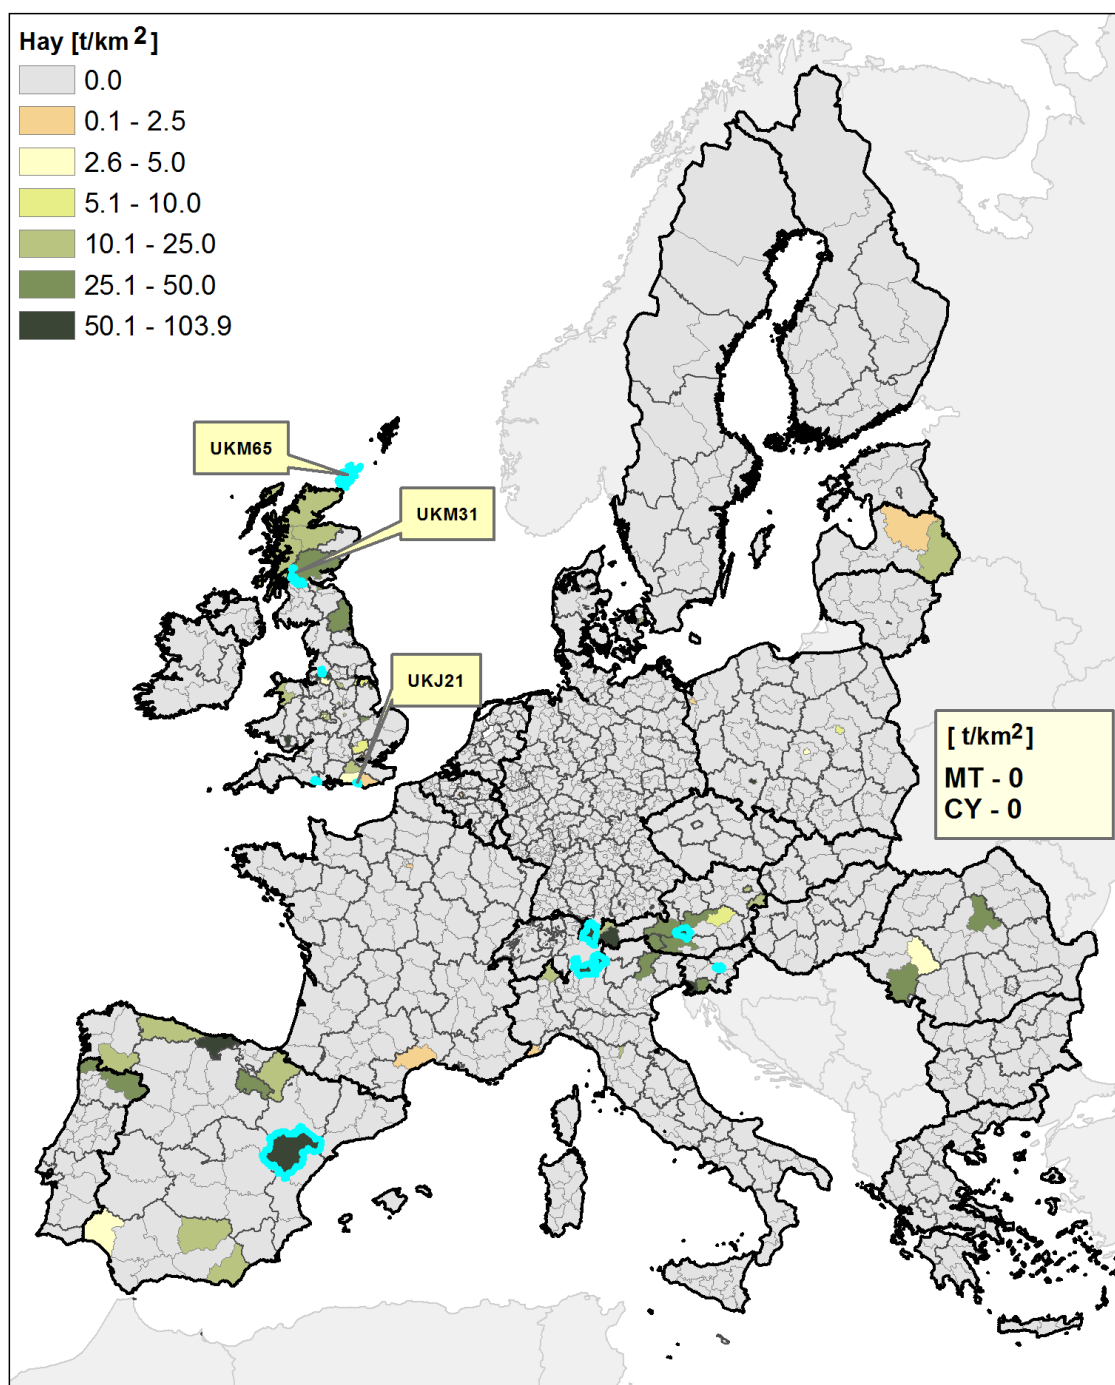 Hay [t/km²]
0.0
0.1 - 2.5
2.6 - 5.0
5.1 - 10.0
10.1 - 25.0
25.1 - 50.0
50.1 - 103.9
UKM65
UKM31
UKJ21
[ t/km²]
MT - 0
CY - 0